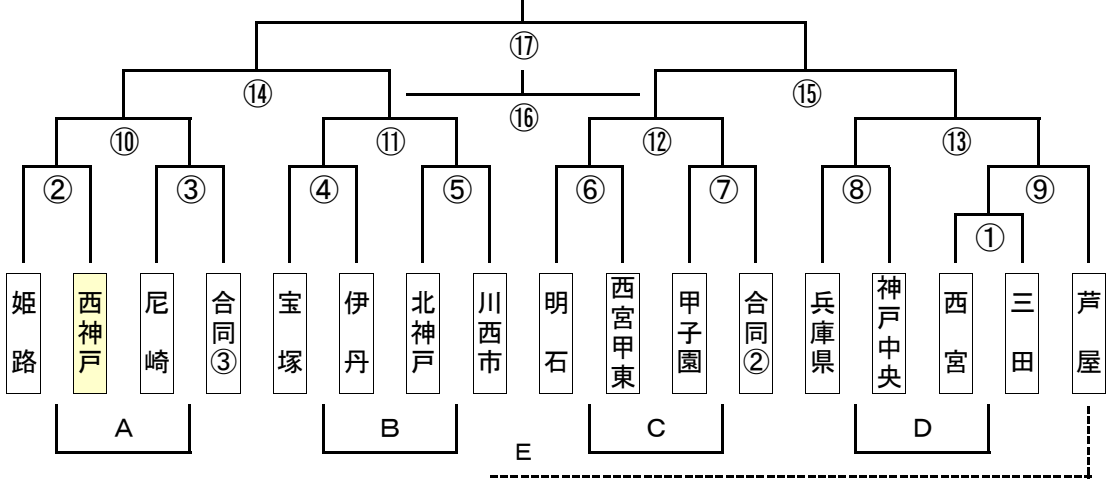 ⑰
⑭
⑯
⑮
⑩
⑪
⑫
⑬
②
③
④
⑤
⑥
⑦
⑧
⑨
①
姫路
西神戸
尼崎
合同③
宝塚
伊丹
北神戸
川西市
明石
西宮甲東
甲子園
合同②
兵庫県
神戸中央
西宮
三田
芦屋
A
B
C
D
E